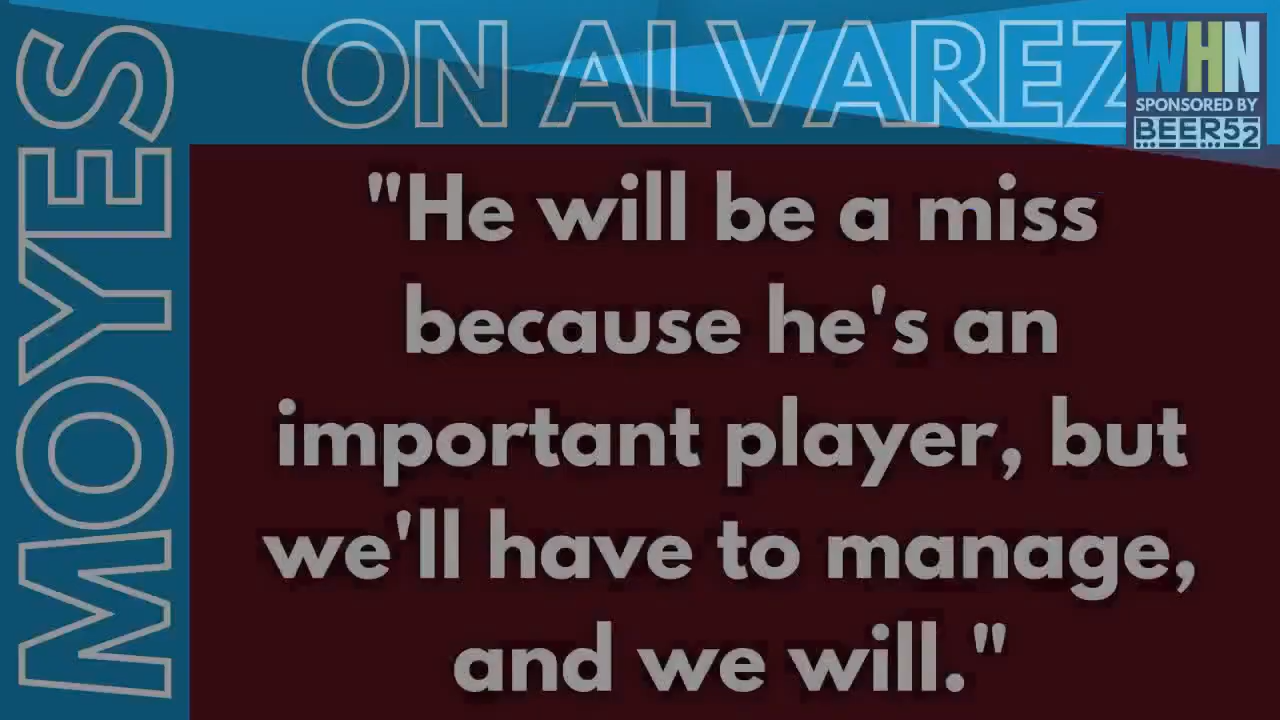 MOYES
ON ALVAREZ
WHN
SPONSORED BY
BEER52
"He will be a miss
because he's an
important player, but
we'll have to manage,
and we will."